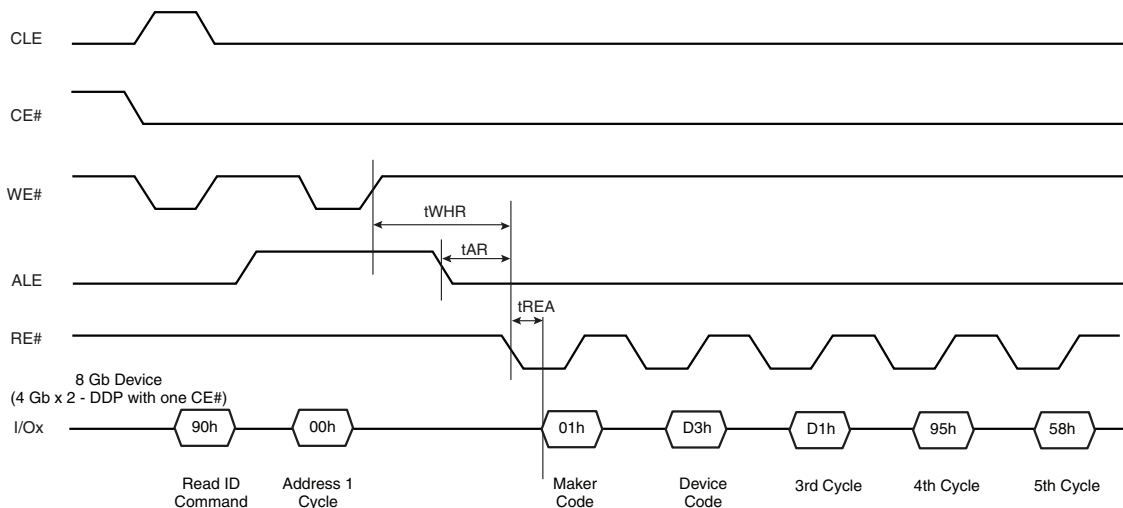 CLE
CE#
WE#
tWHR
tAR
ALE
tREA
RE#
8 Gb Device
(4 Gb x 2 - DDP with one CE#)
I/Ox
90h
00h
01h
D3h
D1h
95h
58h
Read ID
Command
Address 1
Cycle
Maker
Code
Device
Code
3rd Cycle
4th Cycle
5th Cycle